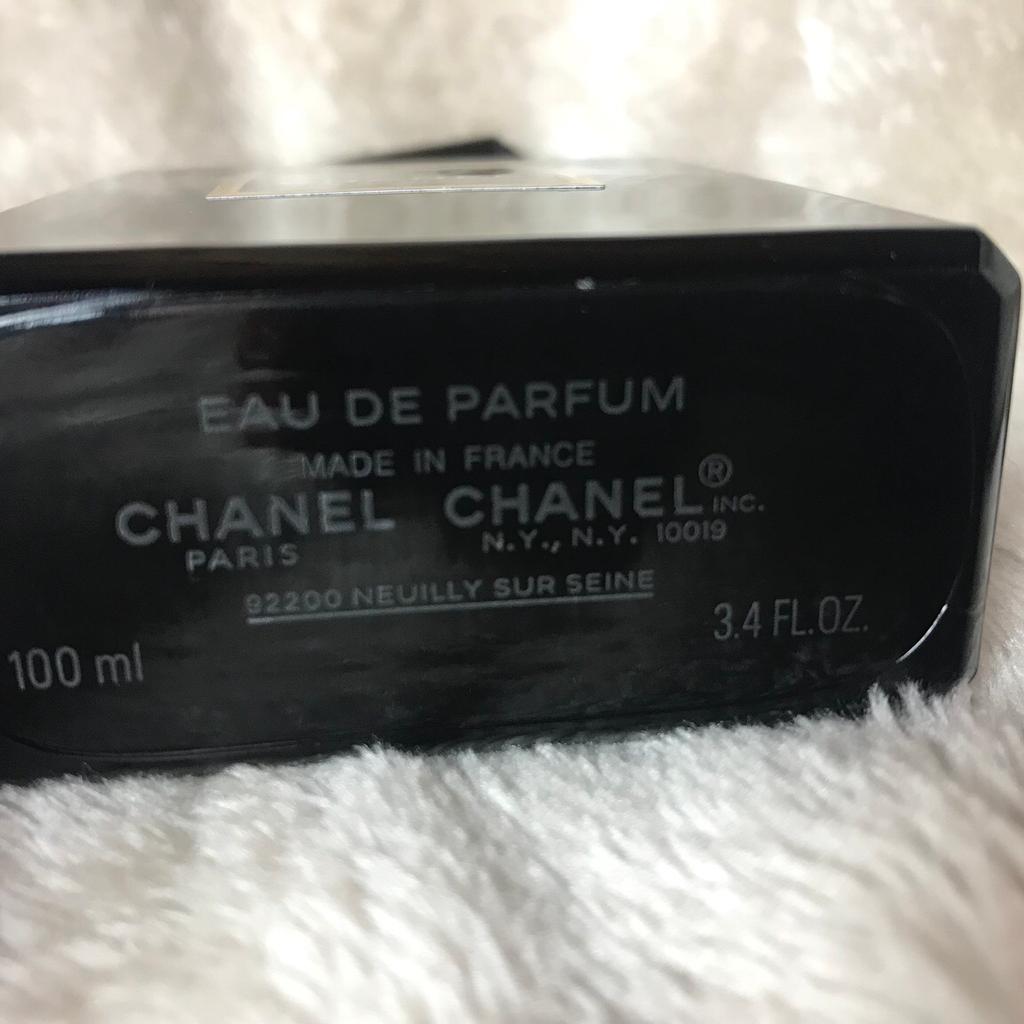 EAU DE PARFUM
MADE IN FRANCE
CHANEL CHANEL® INC.
PARIS N.Y., N.Y. 10019
92200 NEUILLY SUR SEINE
100 ml 3.4 FL.OZ.